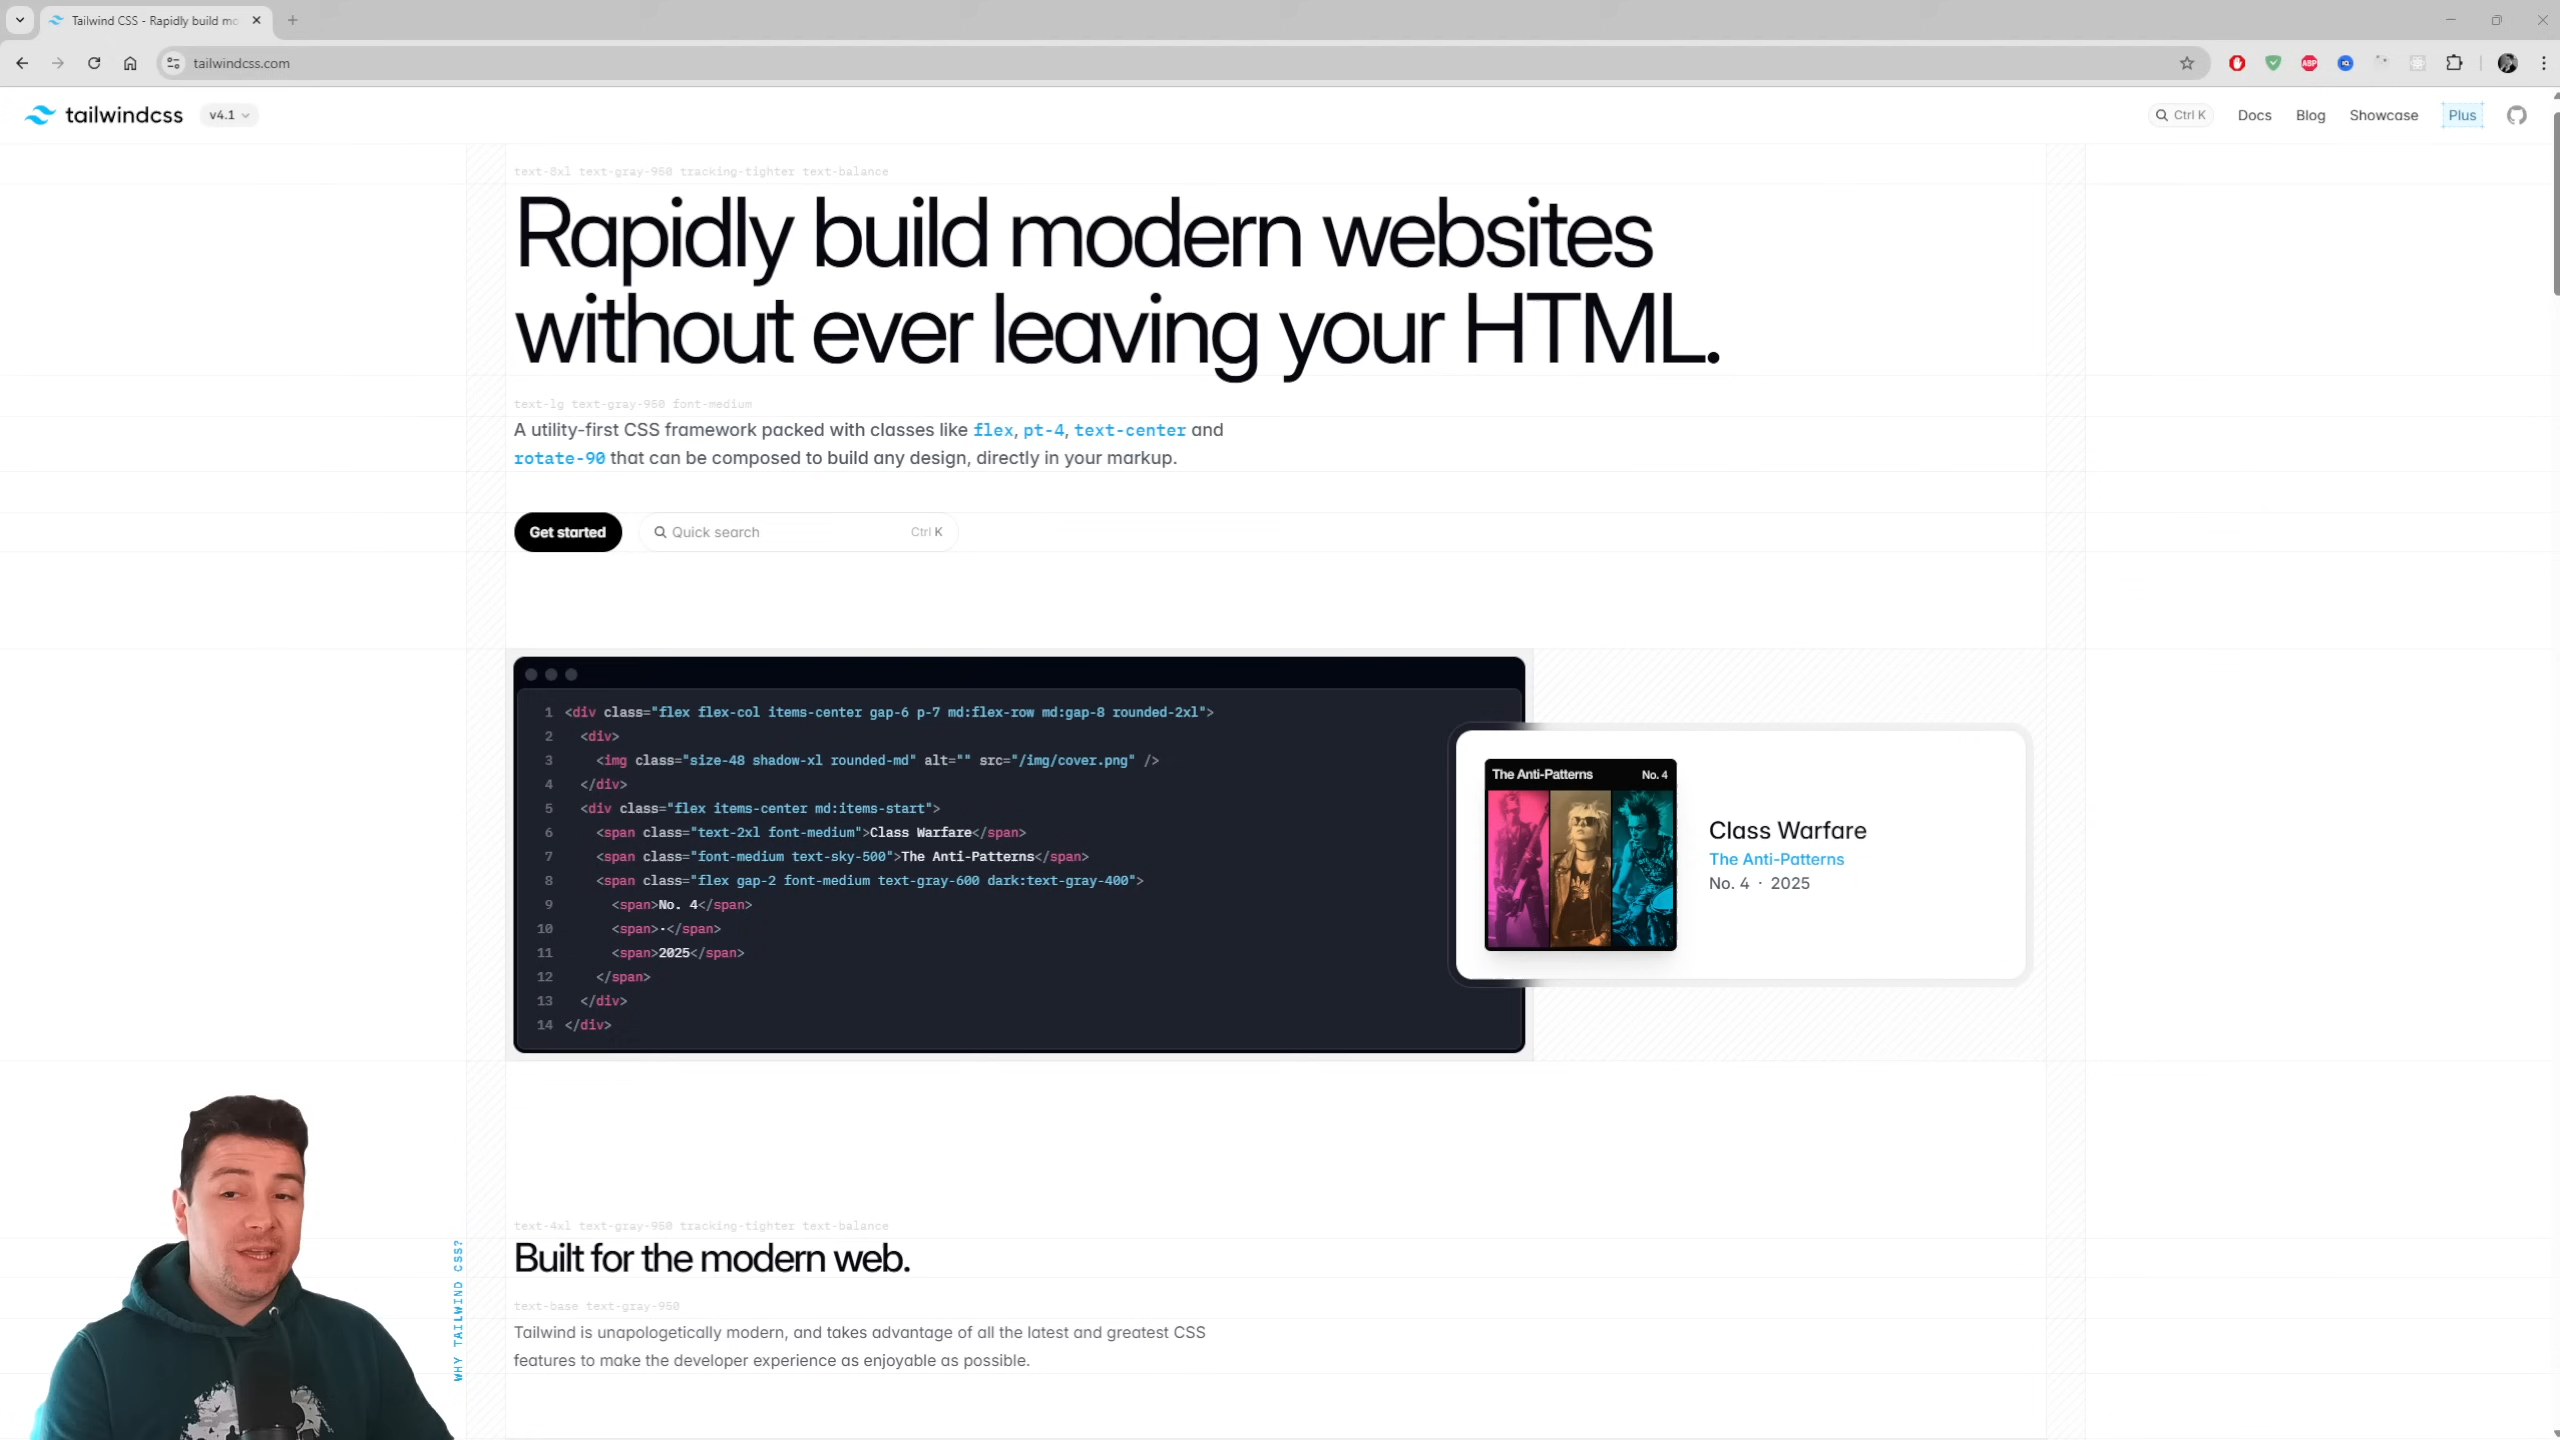 Tailwind CSS - Rapidly build mo
tailwindcss.com
ABP
tailwindcss
v4.1
Ctrl K
Docs
Blog
Showcase
Plus
text-8xl text-gray-950 tracking-tighter text-balance
Rapidly build modern websites
without ever leaving your HTML.
text-lg text-gray-950 font-medium
A utility-first CSS framework packed with classes like flex, pt-4, text-center and
rotate-90 that can be composed to build any design, directly in your markup.
Get started
Quick search
Ctrl K
1 <div class="flex flex-col items-center gap-6 p-7 md:flex-row md:gap-8 rounded-2xl">
2 <div>
3 <img class="size-48 shadow-xl rounded-md" alt="" src="/img/cover.png" />
4 </div>
5 <div class="flex items-center md:items-start">
6 <span class="text-2xl font-medium">Class Warfare</span>
7 <span class="font-medium text-sky-500">The Anti-Patterns</span>
8 <span class="flex gap-2 font-medium text-gray-600 dark:text-gray-400">
9 <span>No. 4</span>
10 <span>·</span>
11 <span>2025</span>
12 </span>
13 </div>
14 </div>
The Anti-Patterns
No. 4
Class Warfare
The Anti-Patterns
No. 4 · 2025
WHY TAILWIND CSS?
text-4xl text-gray-950 tracking-tighter text-balance
Built for the modern web.
text-base text-gray-950
Tailwind is unapologetically modern, and takes advantage of all the latest and greatest CSS
features to make the developer experience as enjoyable as possible.